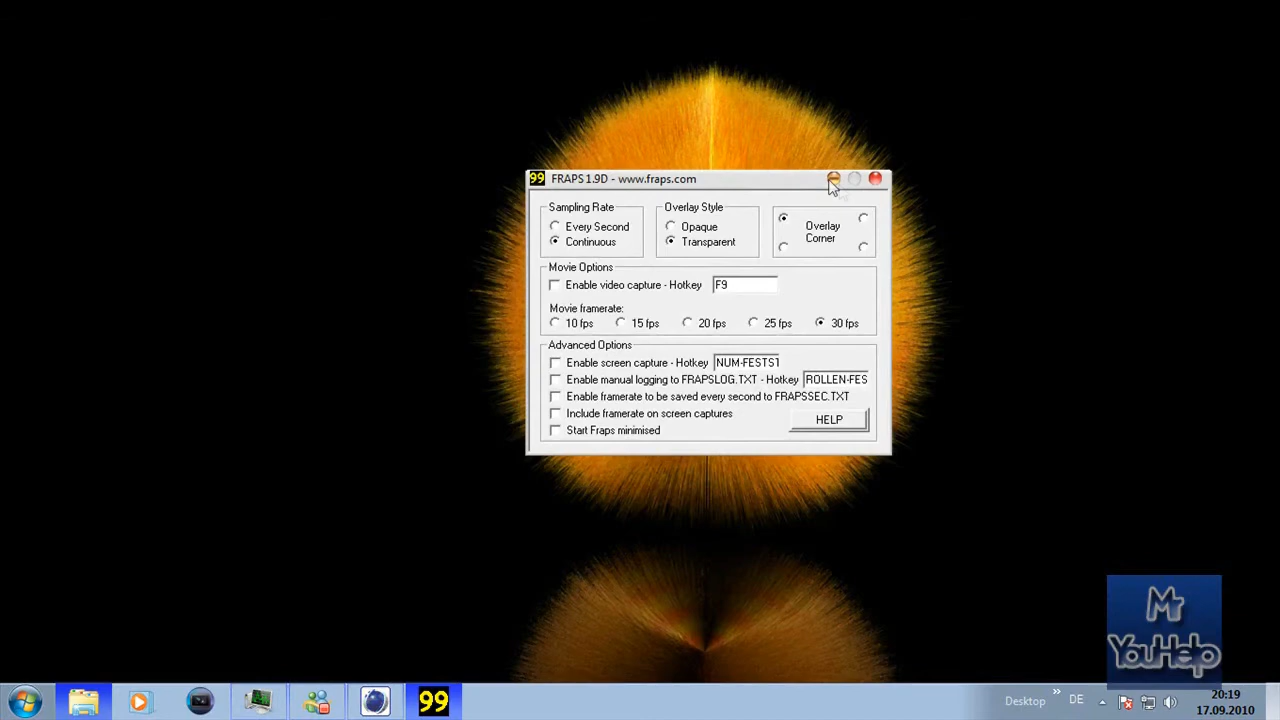 99 FRAPS 1.9D - www.fraps.com
Sampling Rate
Every Second
Continuous
Overlay Style
Opaque
Transparent
Overlay
Corner
Movie Options
Enable video capture - Hotkey F9
Movie framerate:
10 fps 15 fps 20 fps 25 fps 30 fps
Advanced Options
Enable screen capture - Hotkey NUM-FESTST
Enable manual logging to FRAPSLOG.TXT - Hotkey ROLLEN-FES
Enable framerate to be saved every second to FRAPSSEC.TXT
Include framerate on screen captures
HELP
Start Fraps minimised
Mr
YouHelp
99
Desktop » DE
20:19
17.09.2010